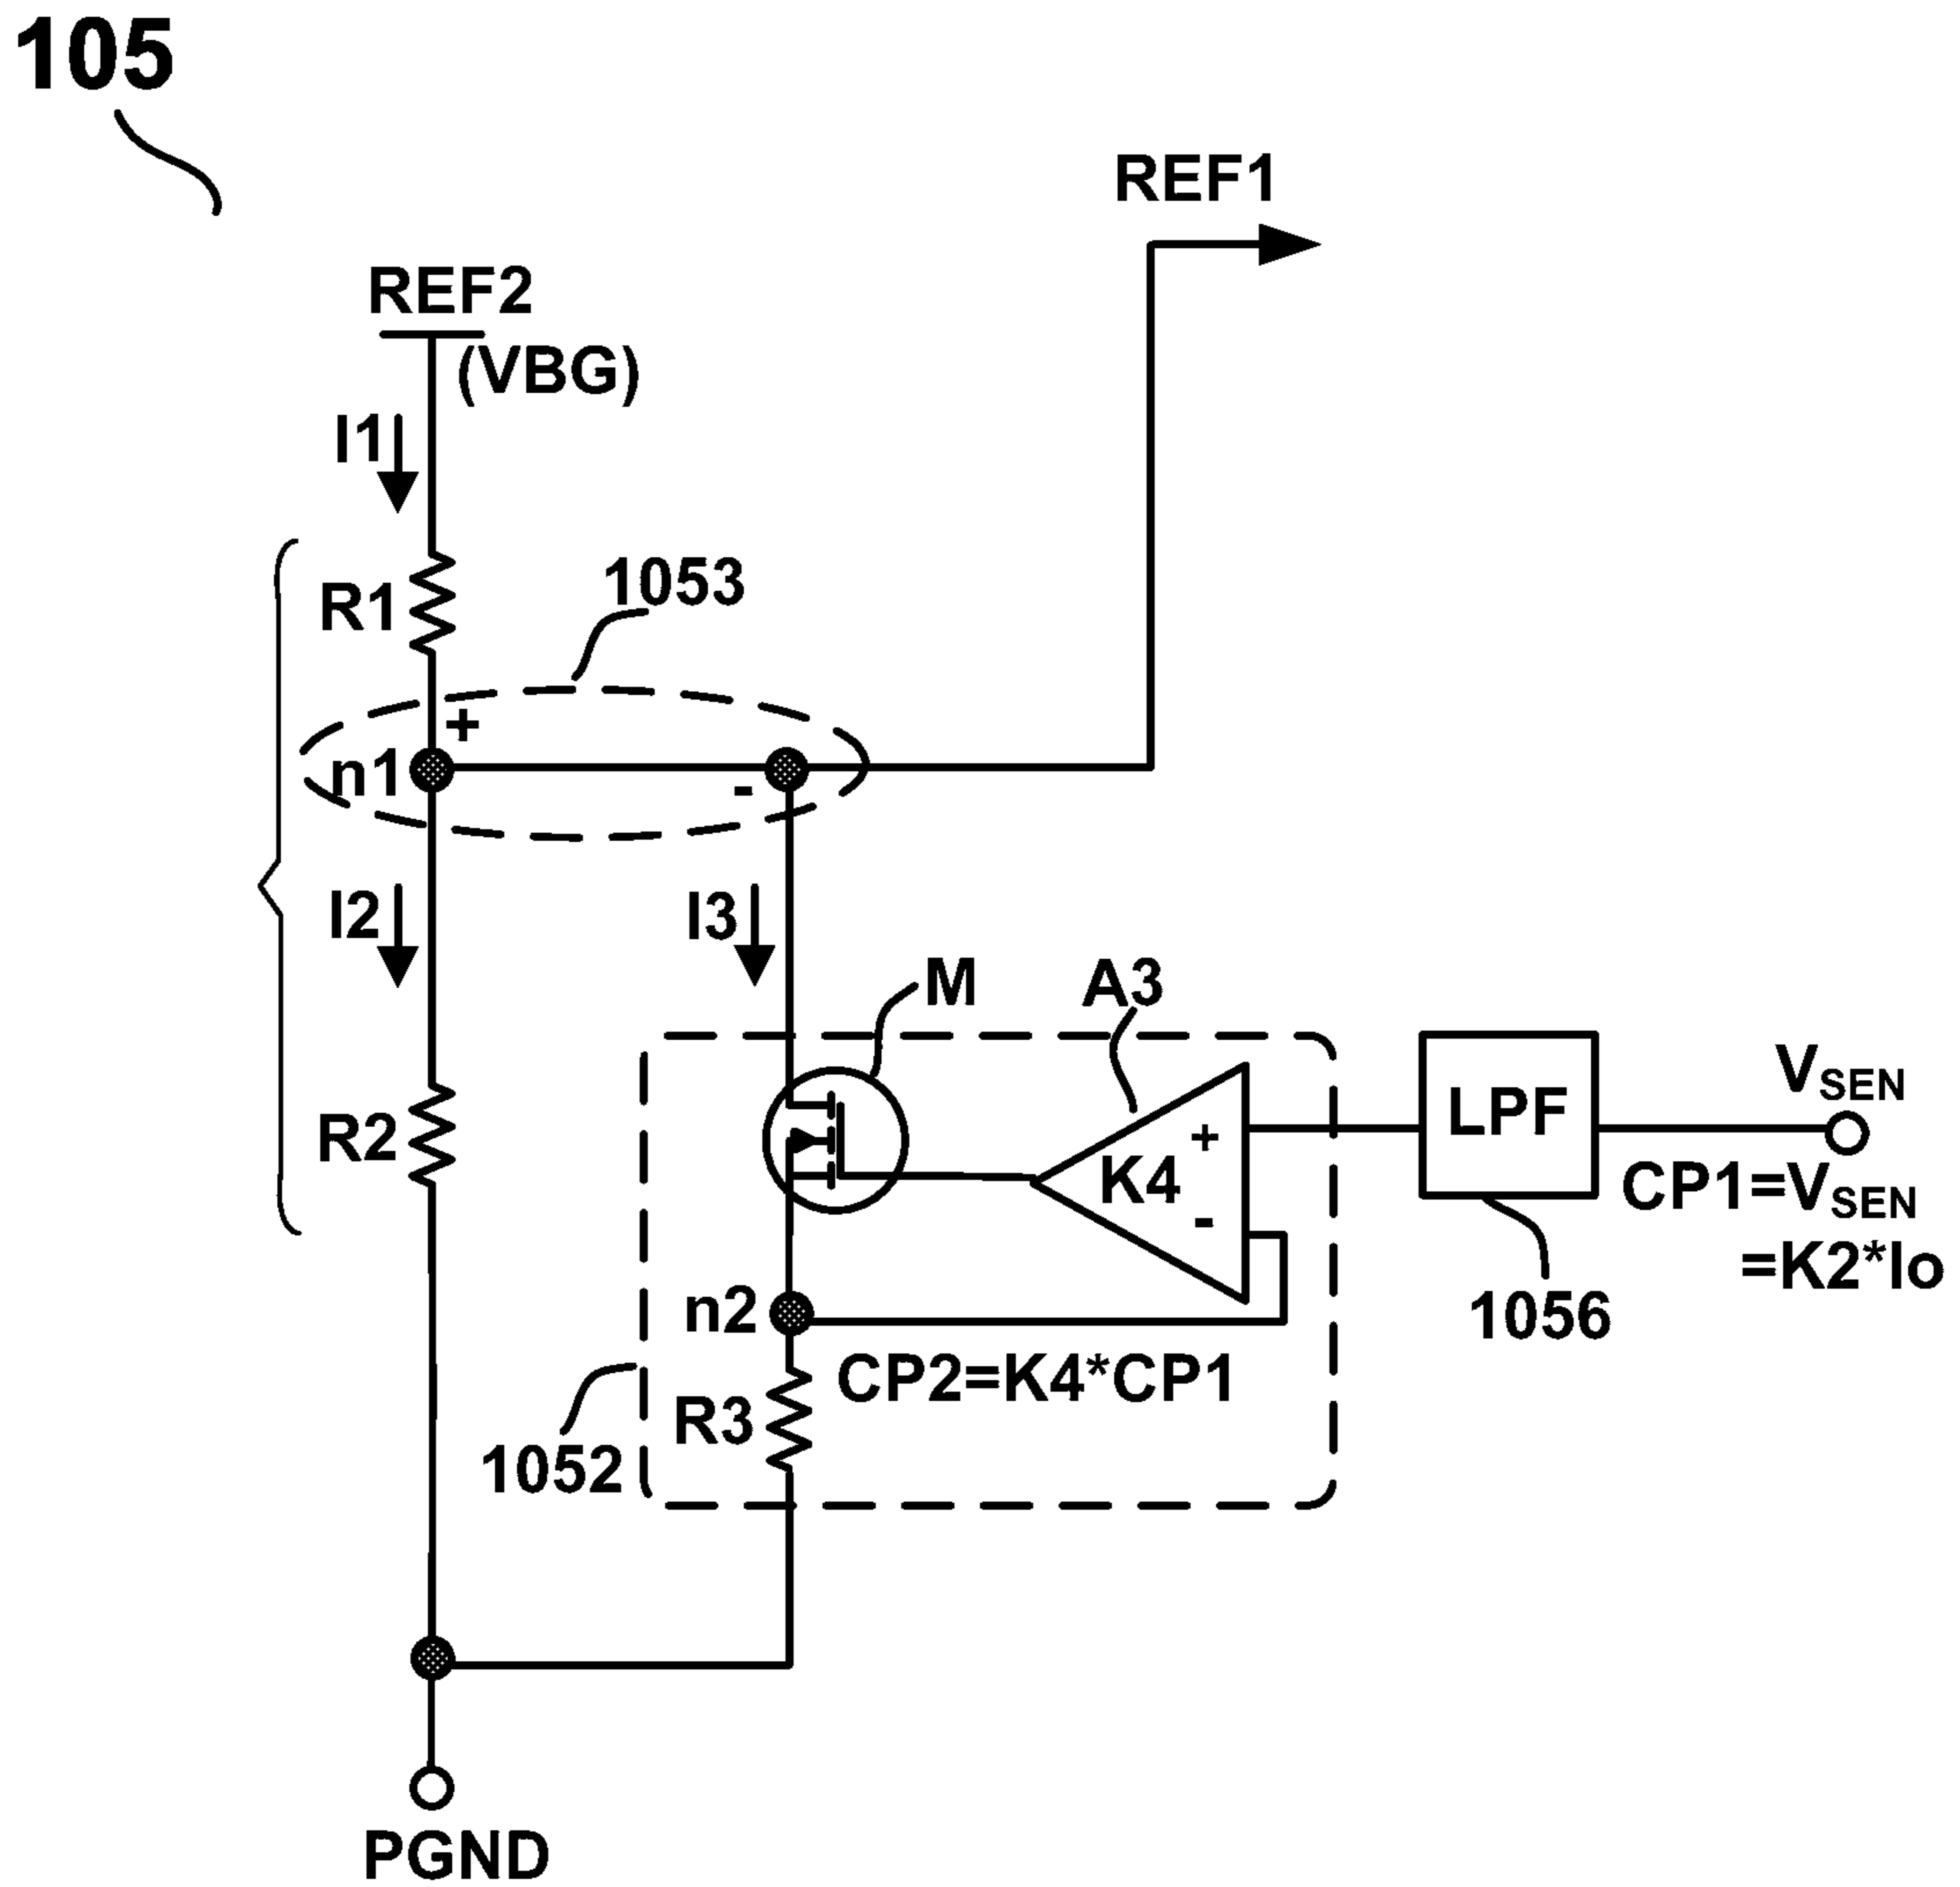 105
REF1
REF2
(VBG)
I1
R1
1053
+
n1
-
I2
I3
M
A3
R2
+
K4
-
LPF
VSEN
CP1=VSEN
=K2*Io
n2
1056
CP2=K4*CP1
R3
1052
PGND